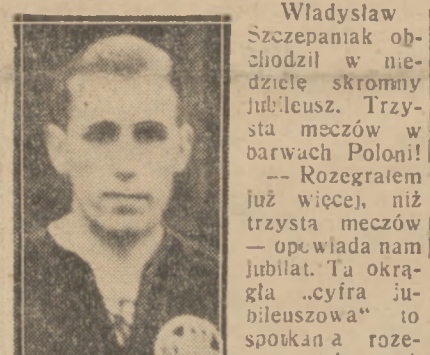 Władysław
Szczepaniak ob-
chodził w nie-
dzielę skromny
jubileusz. Trzy-
sta meczów w
barwach Poloni!
— Rozegrałem
już więcej, niż
trzysta meczów
— opowiada nam
jubilat. Ta okrą-
gła „cyfra ju-
bileuszowa“ to
spotkania roze-